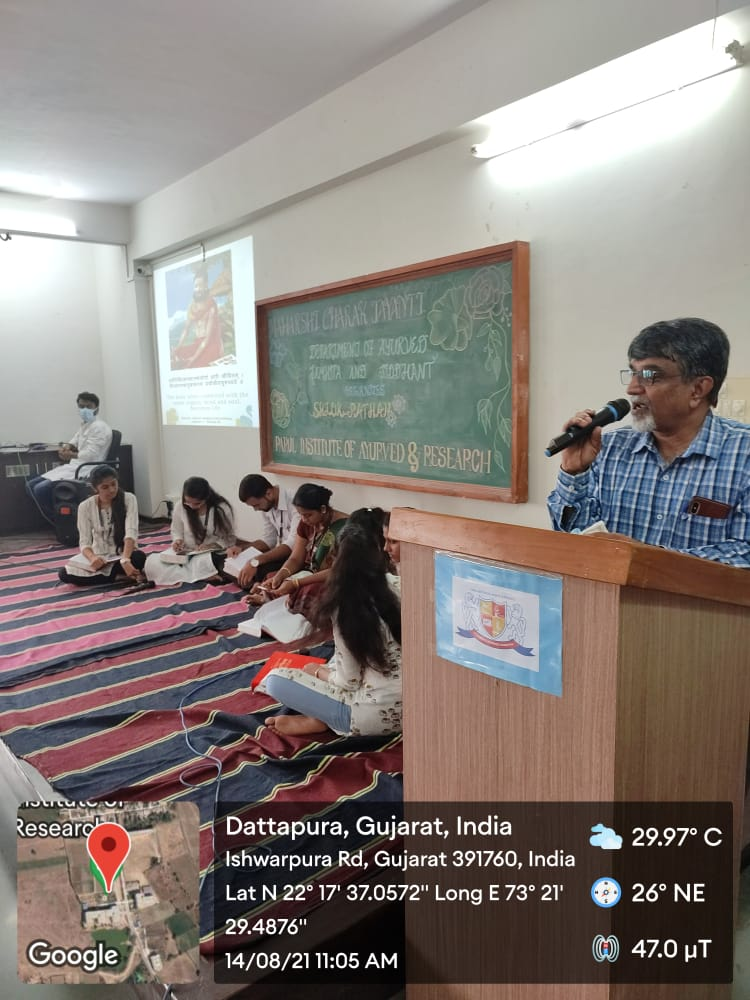 MAHARSHI CHARAK JAYANTI
DEPARTMENT OF AYURVED
SAMHITA AND SIDDHANT
ORGANIZES
SHLOK-PATHAN
PARUL INSTITUTE OF AYURVED & RESEARCH
Institute of
Research
Google
Dattapura, Gujarat, India
Ishwarpura Rd, Gujarat 391760, India
Lat N 22° 17' 37.0572'' Long E 73° 21'
29.4876''
14/08/21 11:05 AM
29.97° C
26° NE
47.0 µT